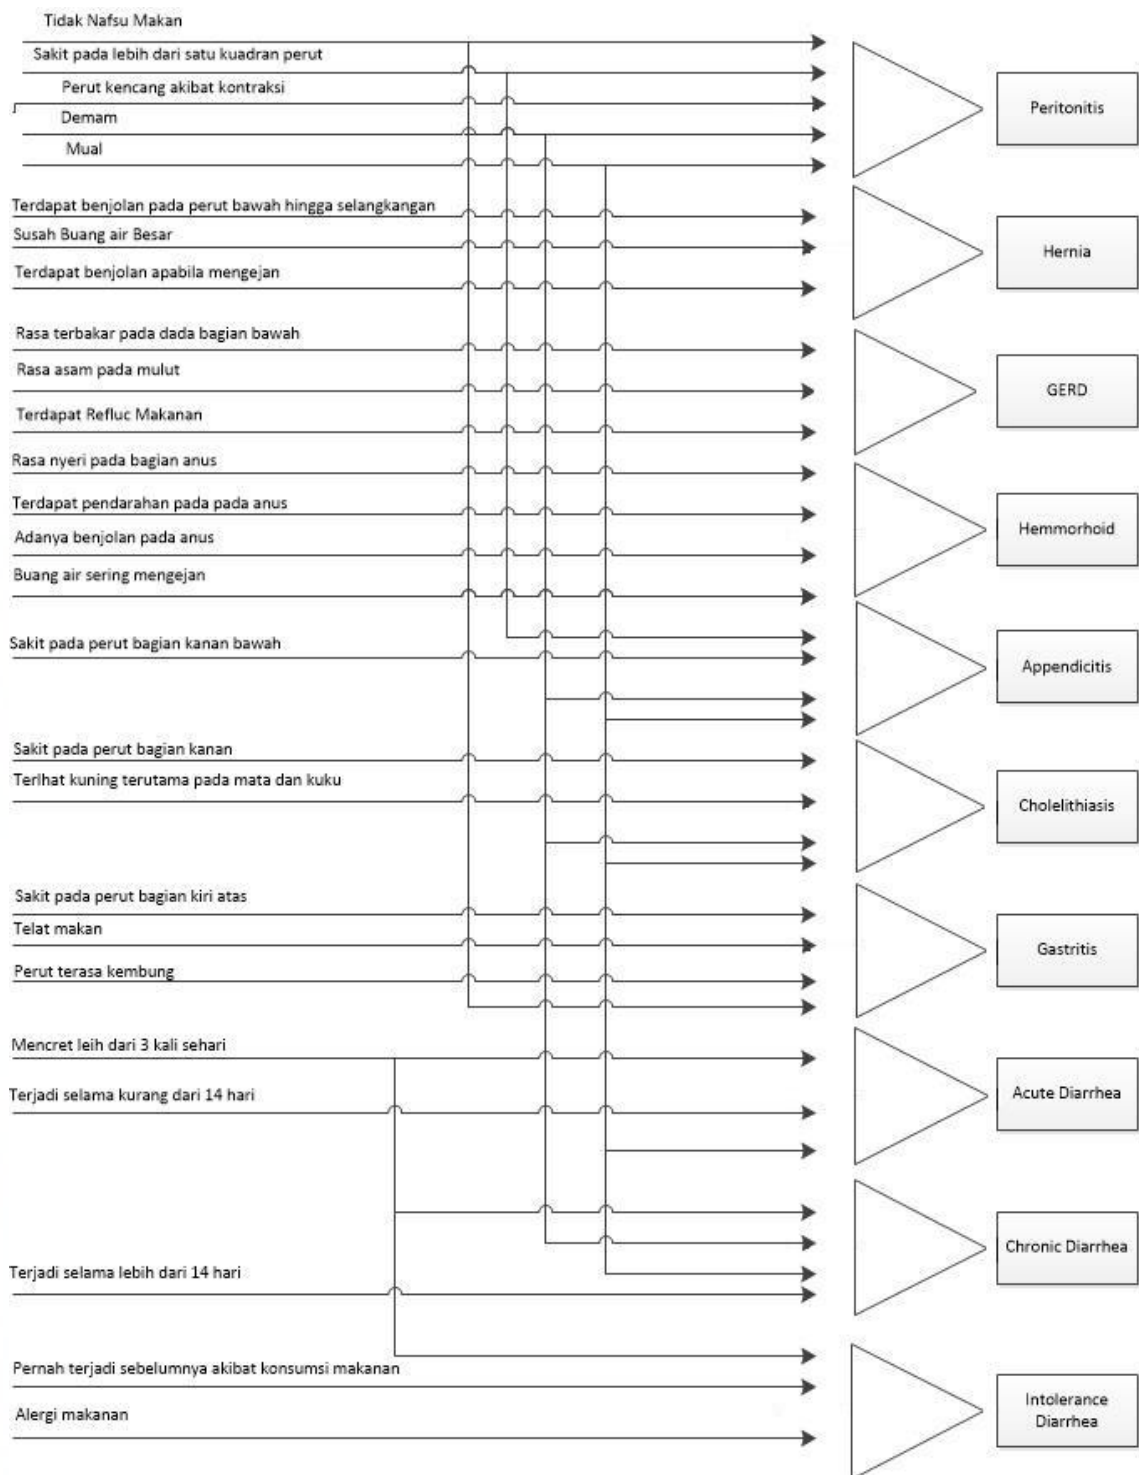 Tidak Nafsu Makan
Sakit pada lebih dari satu kuadran perut
Perut kencang akibat kontraksi
Demam
Mual
Peritonitis
Terdapat benjolan pada perut bawah hingga selangkangan
Susah Buang air Besar
Terdapat benjolan apabila mengejan
Hernia
Rasa terbakar pada dada bagian bawah
Rasa asam pada mulut
Terdapat Refluc Makanan
GERD
Rasa nyeri pada bagian anus
Terdapat pendarahan pada pada anus
Adanya benjolan pada anus
Buang air sering mengejan
Hemmorhoid
Sakit pada perut bagian kanan bawah
Appendicitis
Sakit pada perut bagian kanan
Terlhat kuning terutama pada mata dan kuku
Cholelithiasis
Sakit pada perut bagian kiri atas
Telat makan
Perut terasa kembung
Gastritis
Mencret leih dari 3 kali sehari
Terjadi selama kurang dari 14 hari
Acute Diarrhea
Terjadi selama lebih dari 14 hari
Chronic Diarrhea
Pernah terjadi sebelumnya akibat konsumsi makanan
Alergi makanan
Intolerance
Diarrhea